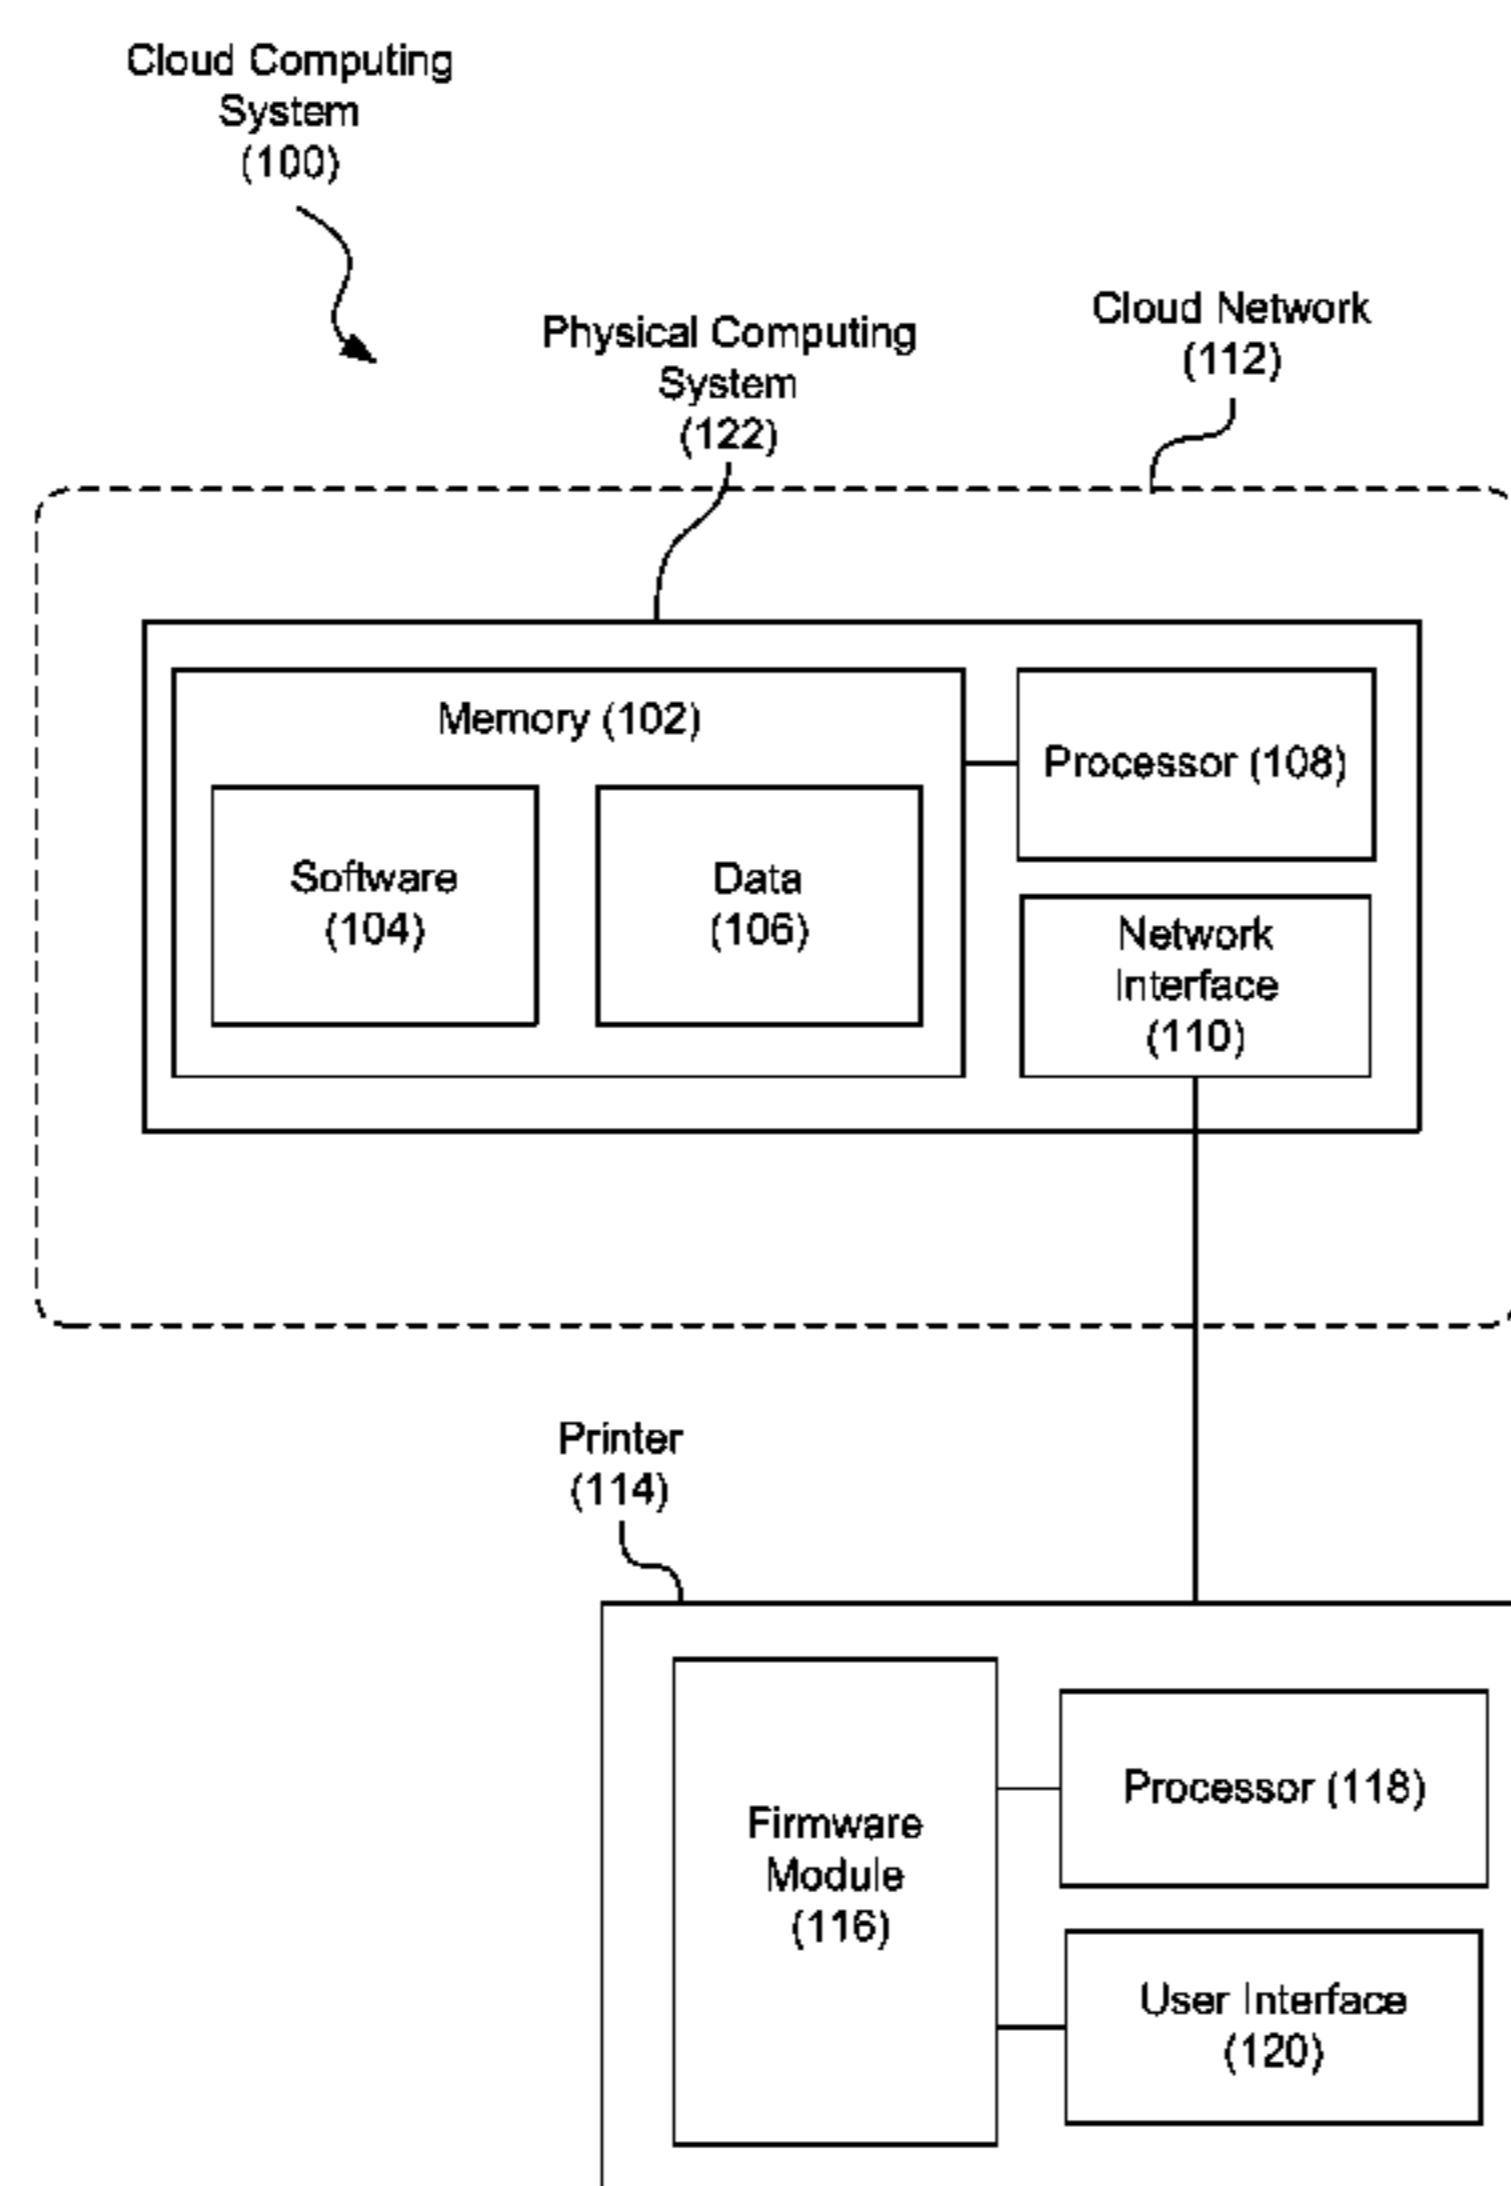 Cloud Computing
System
(100)
Physical Computing
System
(122)
Cloud Network
(112)
Memory (102)
Software
(104)
Data
(106)
Processor (108)
Network
Interface
(110)
Printer
(114)
Firmware
Module
(116)
Processor (118)
User Interface
(120)